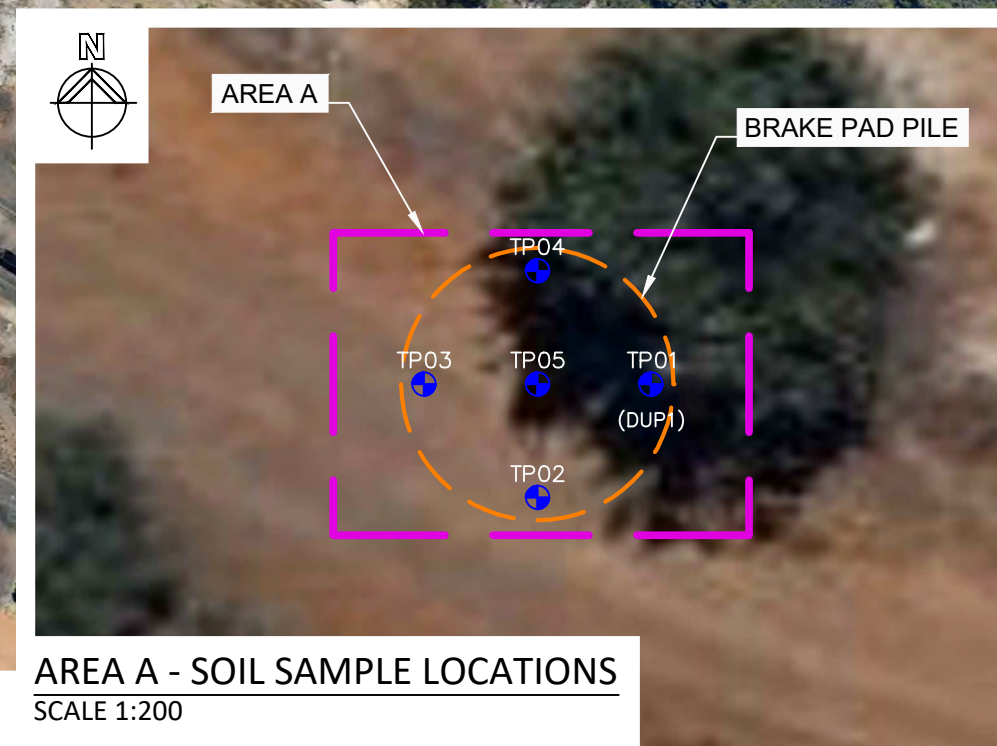 N
AREA A
BRAKE PAD PILE
TP04
TP03
TP05
TP01
(DUP1)
TP02
AREA A - SOIL SAMPLE LOCATIONS
SCALE 1:200